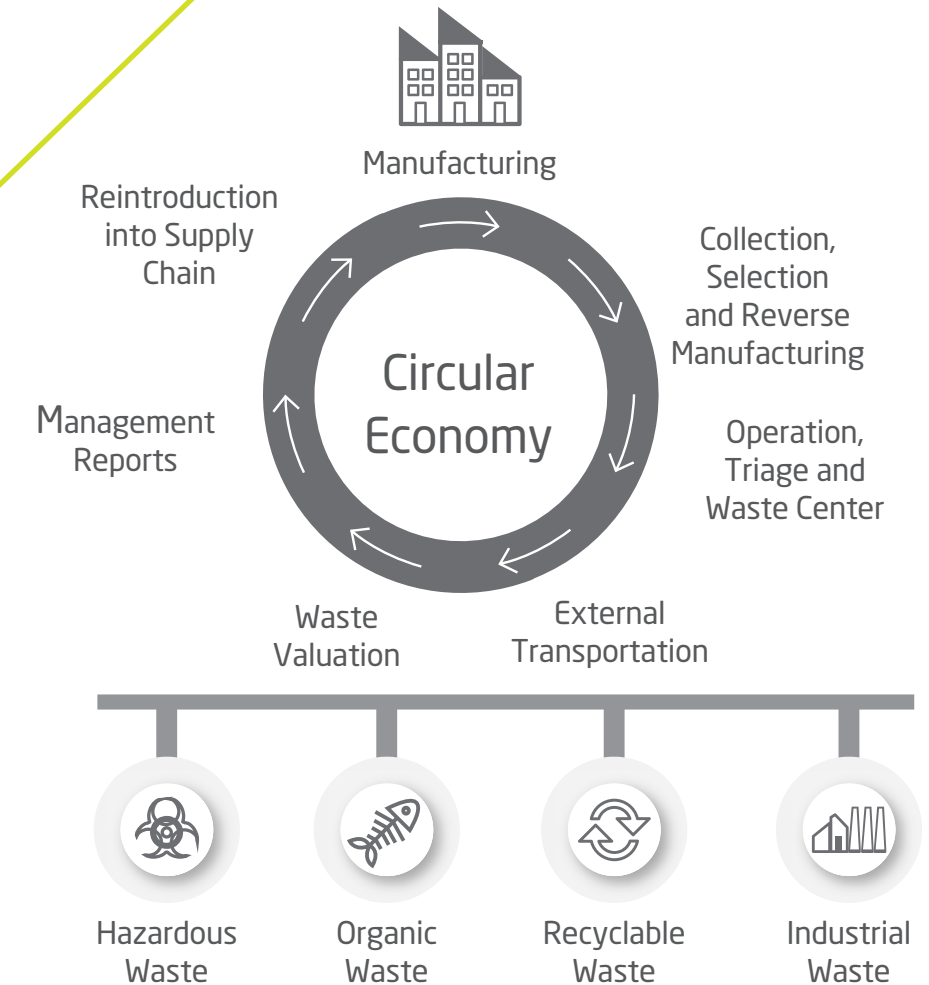 Manufacturing
Reintroduction
into Supply
Chain
Collection,
Selection
and Reverse
Manufacturing
Circular
Economy
Management
Reports
Operation,
Triage and
Waste Center
Waste
Valuation
External
Transportation
Hazardous
Waste
Organic
Waste
Recyclable
Waste
Industrial
Waste